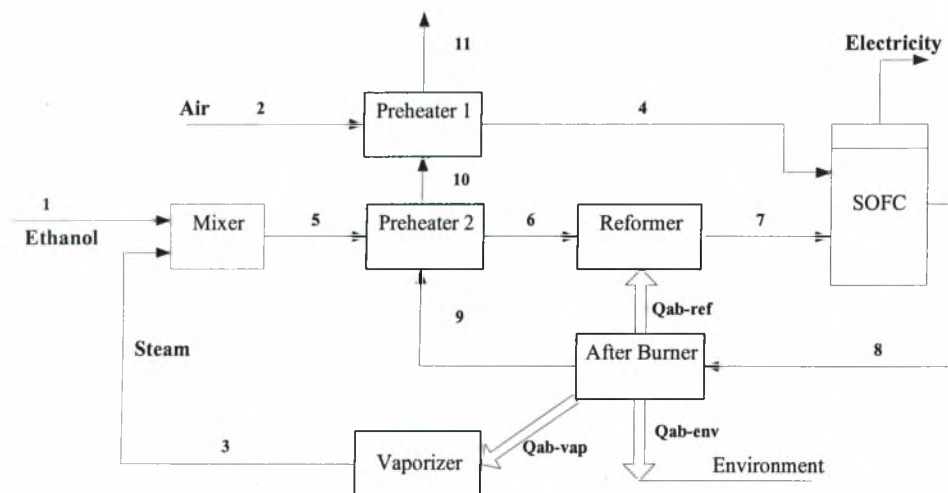 11
Electricity
Air 2
Preheater 1
4
10
SOFC
1
Ethanol
Mixer
5
Preheater 2
6
Reformer
7
9
Qab-ref
Steam
After Burner
8
3
Vaporizer
Qab-vap
Qab-env
Environment